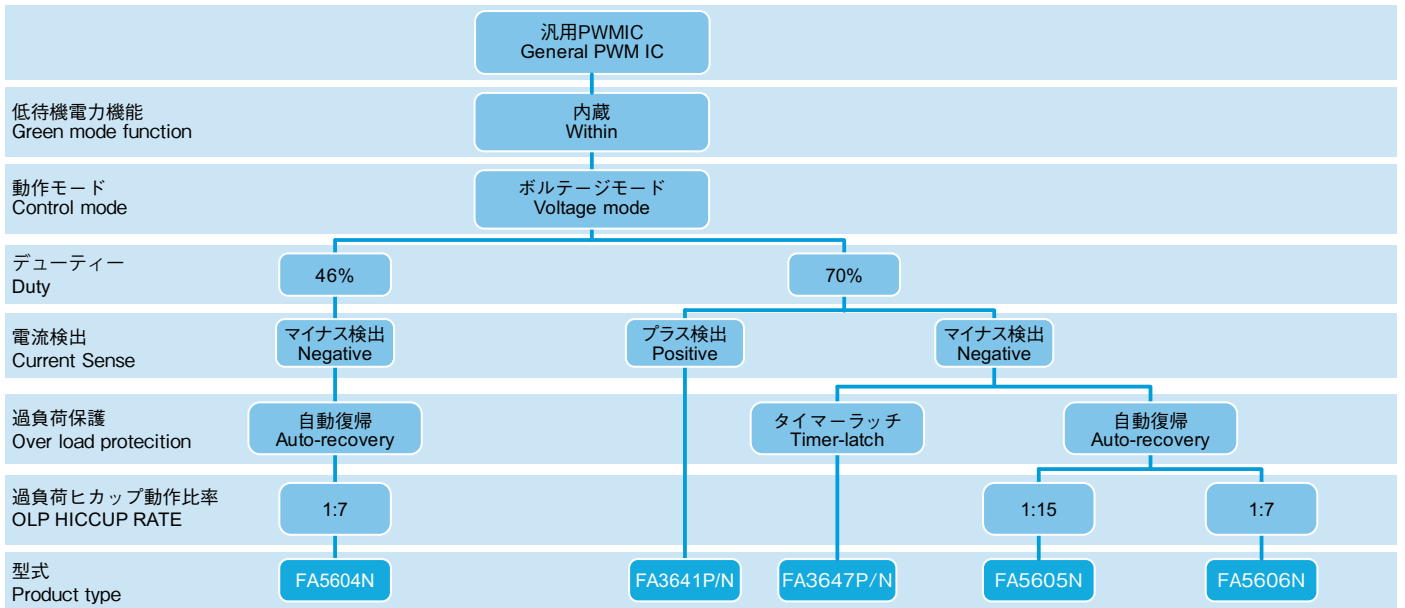 汎用PWMIC
General PWM IC
低待機電力機能
Green mode function
内蔵
Within
動作モード
Control mode
ボルテージモード
Voltage mode
デューティー
Duty
46%
70%
電流検出
Current Sense
マイナス検出
Negative
プラス検出
Positive
マイナス検出
Negative
過負荷保護
Over load protecition
自動復帰
Auto-recovery
タイマーラッチ
Timer-latch
自動復帰
Auto-recovery
過負荷ヒカップ動作比率
OLP HICCUP RATE
1:7
1:15
1:7
型式
Product type
FA5604N
FA3641P/N
FA3647P/N
FA5605N
FA5606N